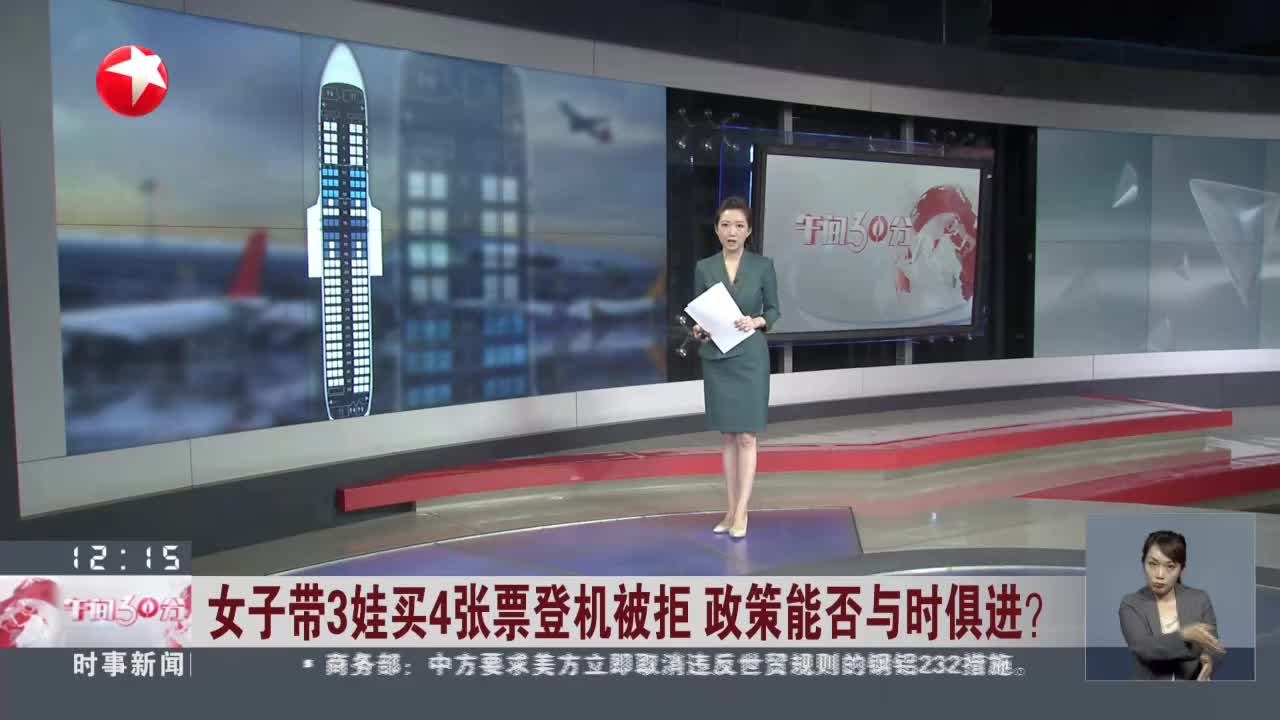 午间30分
12:15
午间30分
女子带3娃买4张票登机被拒 政策能否与时俱进?
时事新闻
商务部：中方要求美方立即取消违反世贸规则的钢铝232措施。